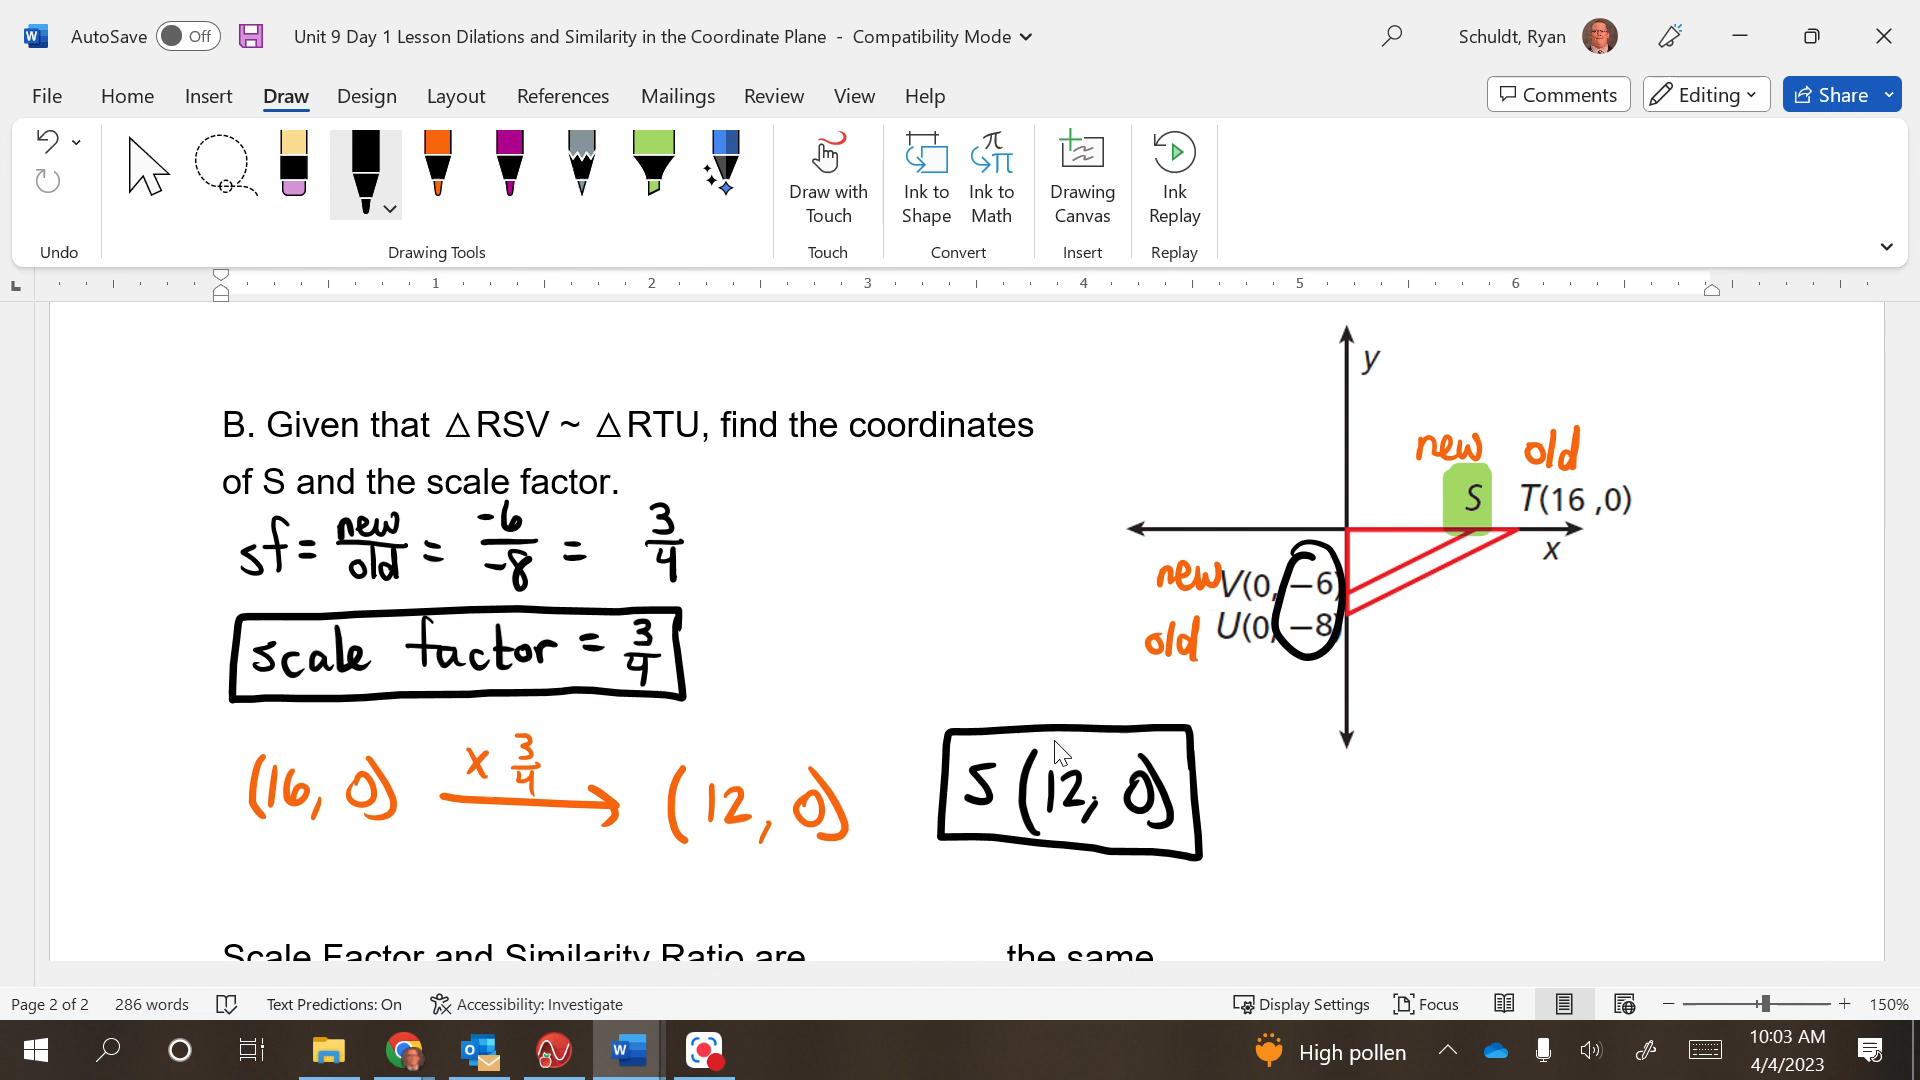 AutoSave Off Unit 9 Day 1 Lesson Dilations and Similarity in the Coordinate Plane - Compatibility Mode Schuldt, Ryan
File Home Insert Draw Design Layout References Mailings Review View Help Comments Editing Share
Draw with Touch
Ink to Shape
Ink to Math
Drawing Canvas
Ink Replay
Undo Drawing Tools Touch Convert Insert Replay
1 2 3 4 5 6
y
B. Given that △RSV ~ △RTU, find the coordinates
of S and the scale factor.
new old
S T(16 ,0)
x
sf = new/old = -6/-8 = 3/4
new V(0, −6)
old U(0, −8)
scale factor = 3/4
(16, 0) x 3/4 → (12, 0)
S (12, 0)
Scale Factor and Similarity Ratio are the same
Page 2 of 2 286 words Text Predictions: On Accessibility: Investigate Display Settings Focus 150%
High pollen 10:03 AM
4/4/2023